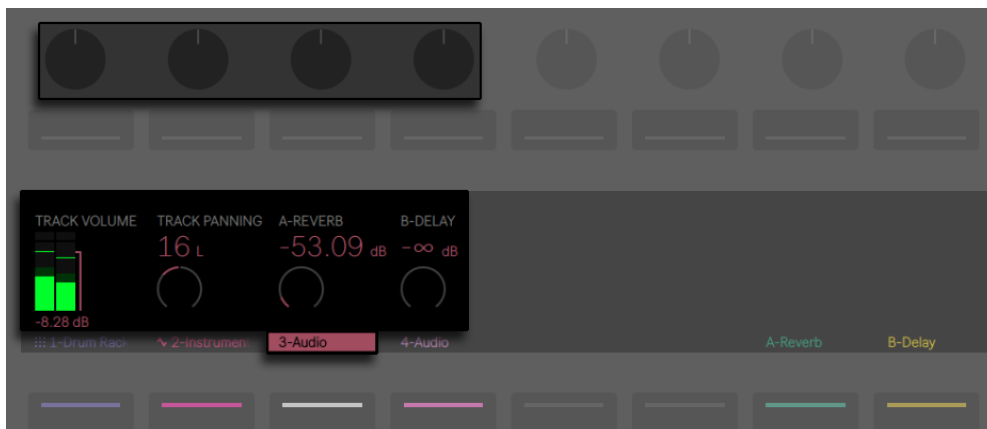 TRACK VOLUME TRACK PANNING A-REVERB B-DELAY
16 L -53.09 dB -∞ dB
-8.28 dB
1-Drum Rack 2-Instrumen 3-Audio 4-Audio A-Reverb B-Delay